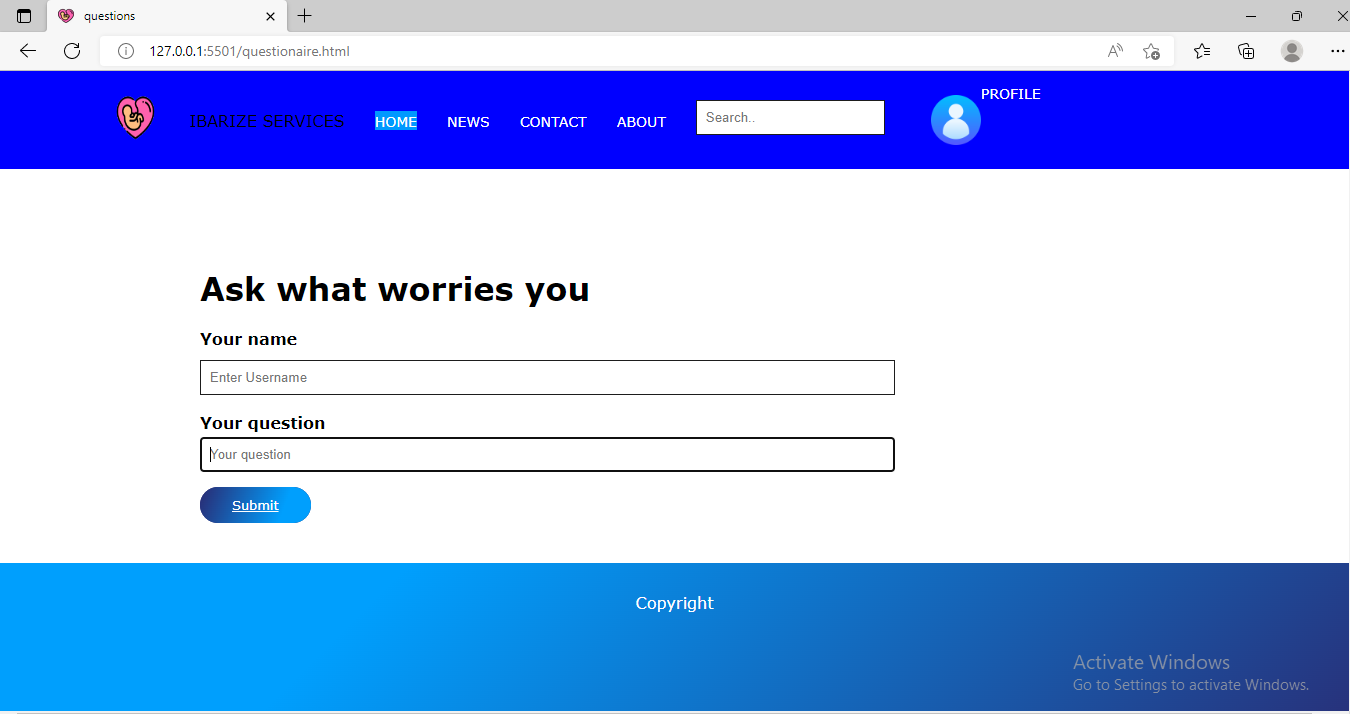 questions
127.0.0.1:5501/questionaire.html
IBARIZE SERVICES HOME NEWS CONTACT ABOUT Search.. PROFILE
Ask what worries you
Your name
Enter Username
Your question
Your question
Submit
Copyright
Activate Windows
Go to Settings to activate Windows.